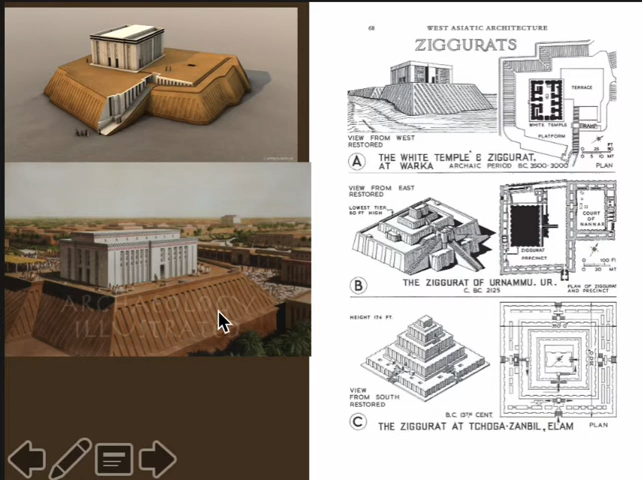 68 WEST ASIATIC ARCHITECTURE
ZIGGURATS
TERRACE
WHITE TEMPLE
RAMP
PLATFORM
VIEW FROM WEST
RESTORED
PLAN
A THE WHITE TEMPLE & ZIGGURAT,
AT WARKA ARCHAIC PERIOD B.C. 3500-3000
VIEW FROM EAST
RESTORED
LOWEST TIER
50 FT HIGH
COURT
OF
NANNAR
ZIGGURAT
PRECINCT
B THE ZIGGURAT OF URNAMMU. UR.
C. BC. 2125
PLAN OF ZIGGURAT
AND PRECINCT
HEIGHT 174 FT.
VIEW
FROM SOUTH
RESTORED
B.C. 13TH CENT.
C THE ZIGGURAT AT TCHOGA-ZANBIL, ELAM
PLAN